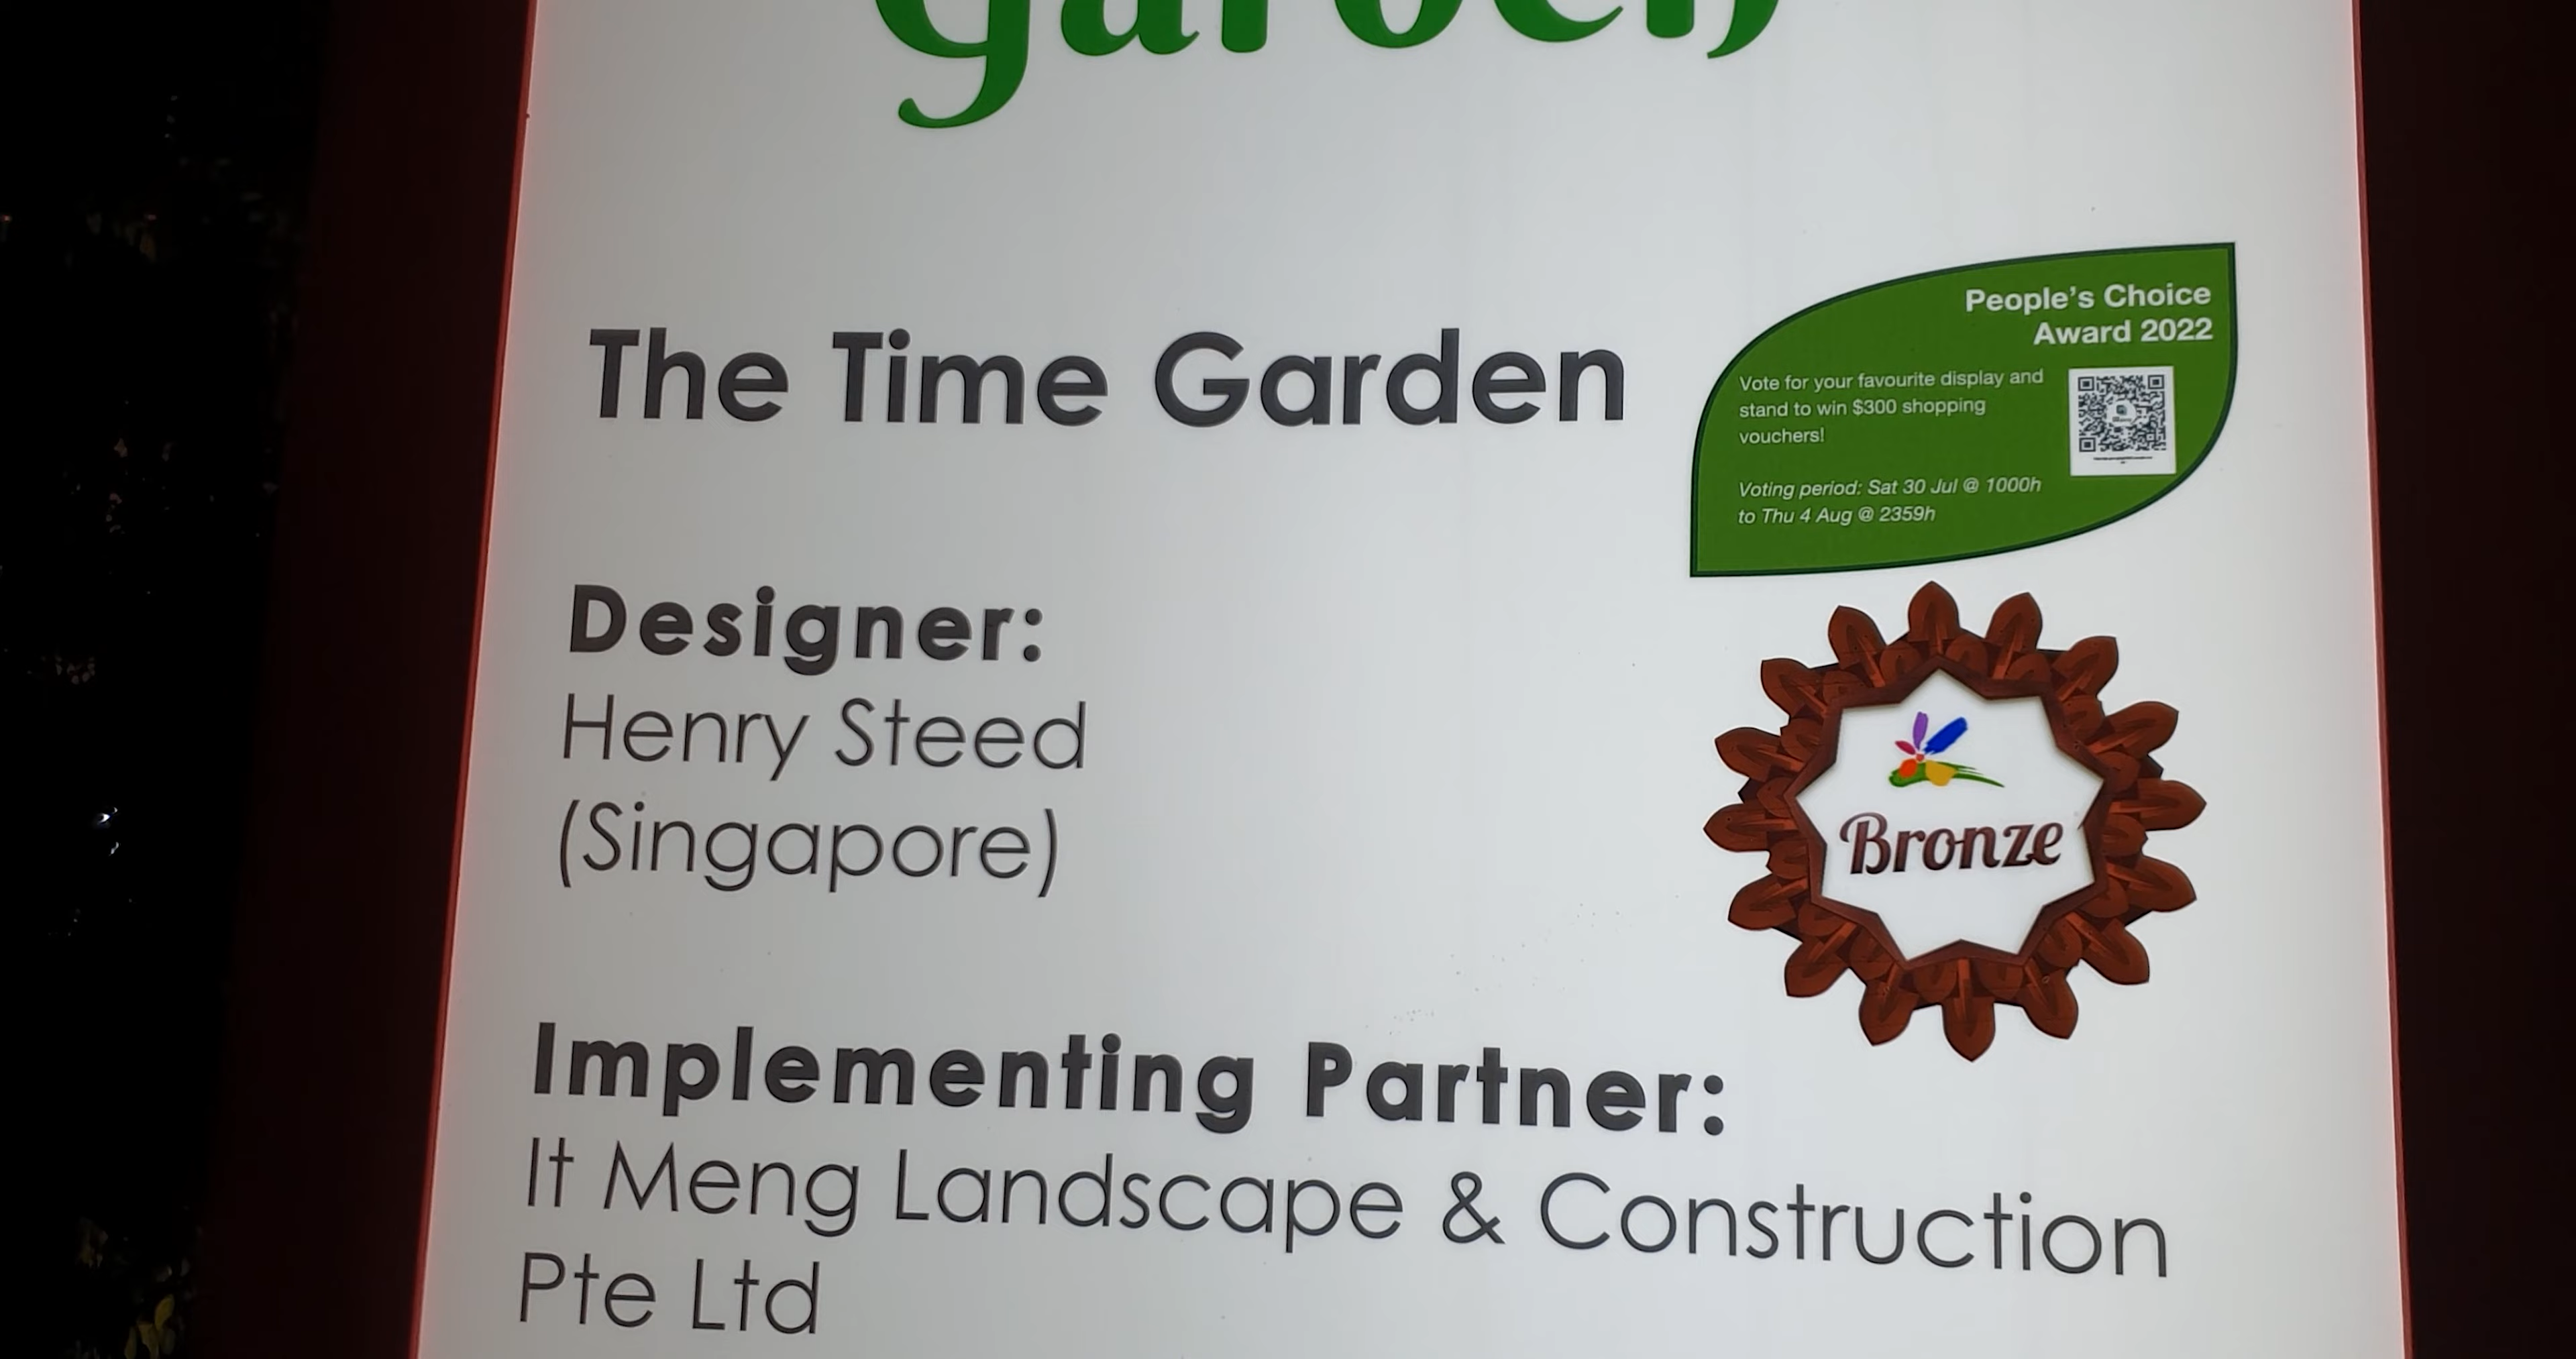 garden
The Time Garden
People's Choice
Award 2022
Vote for your favourite display and
stand to win $300 shopping
vouchers!
Voting period: Sat 30 Jul @ 1000h
to Thu 4 Aug @ 2359h
Designer:
Henry Steed
(Singapore)
Bronze
Implementing Partner:
It Meng Landscape & Construction
Pte Ltd